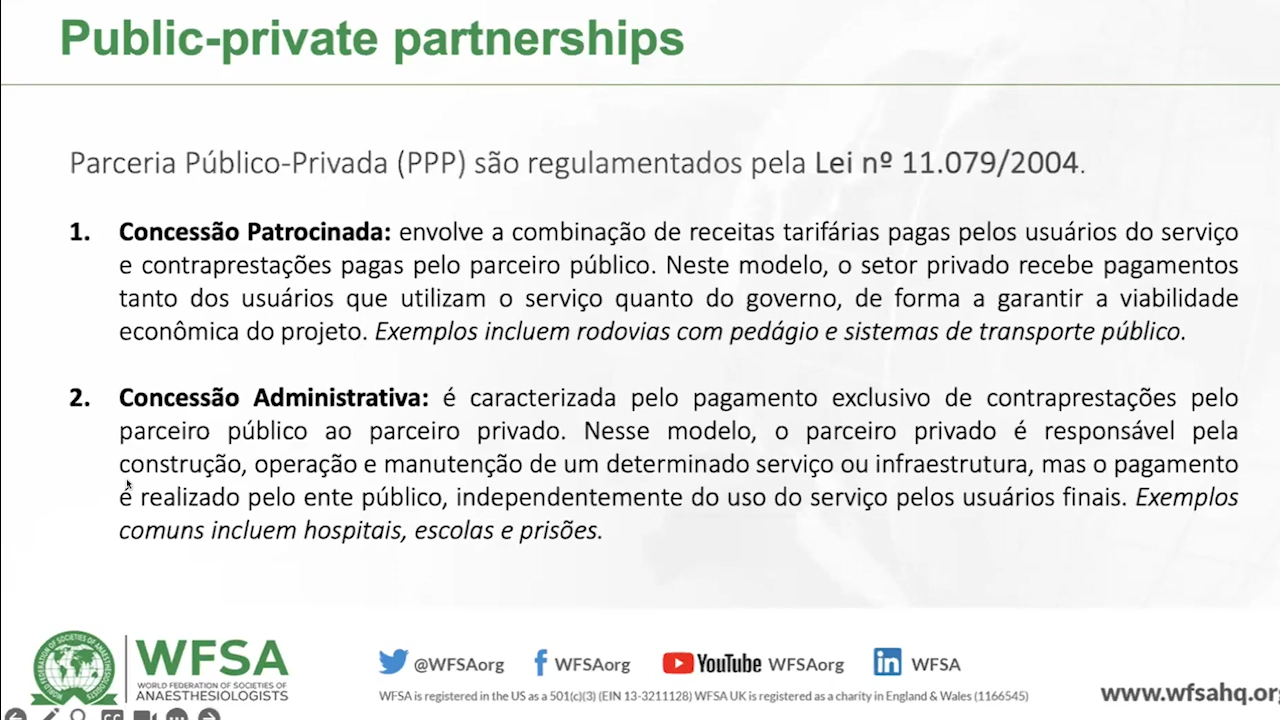 Public-private partnerships
Parceria Público-Privada (PPP) são regulamentados pela Lei nº 11.079/2004.
1. Concessão Patrocinada: envolve a combinação de receitas tarifárias pagas pelos usuários do serviço
e contraprestações pagas pelo parceiro público. Neste modelo, o setor privado recebe pagamentos
tanto dos usuários que utilizam o serviço quanto do governo, de forma a garantir a viabilidade
econômica do projeto. Exemplos incluem rodovias com pedágio e sistemas de transporte público.
2. Concessão Administrativa: é caracterizada pelo pagamento exclusivo de contraprestações pelo
parceiro público ao parceiro privado. Nesse modelo, o parceiro privado é responsável pela
construção, operação e manutenção de um determinado serviço ou infraestrutura, mas o pagamento
é realizado pelo ente público, independentemente do uso do serviço pelos usuários finais. Exemplos
comuns incluem hospitais, escolas e prisões.
WFSA
WORLD FEDERATION OF SOCIETIES OF
ANAESTHESIOLOGISTS
@WFSAorg WFSAorg YouTube WFSAorg in WFSA
WFSA is registered in the US as a 501(c)(3) (EIN 13-3211128) WFSA UK is registered as a charity in England & Wales (1166545)
www.wfsahq.org